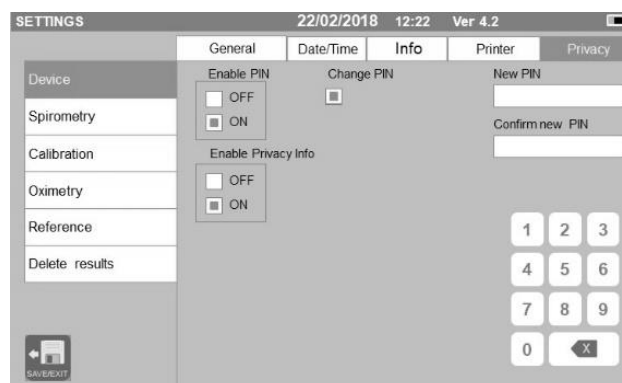 SETTINGS 22/02/2018 12:22 Ver 4.2
General Date/Time Info Printer Privacy
Device
Spirometry
Calibration
Oximetry
Reference
Delete results
Enable PIN
OFF
ON
Change PIN
New PIN
Confirm new PIN
Enable Privacy Info
OFF
ON
1 2 3
4 5 6
7 8 9
0 X
SAVE/EXIT